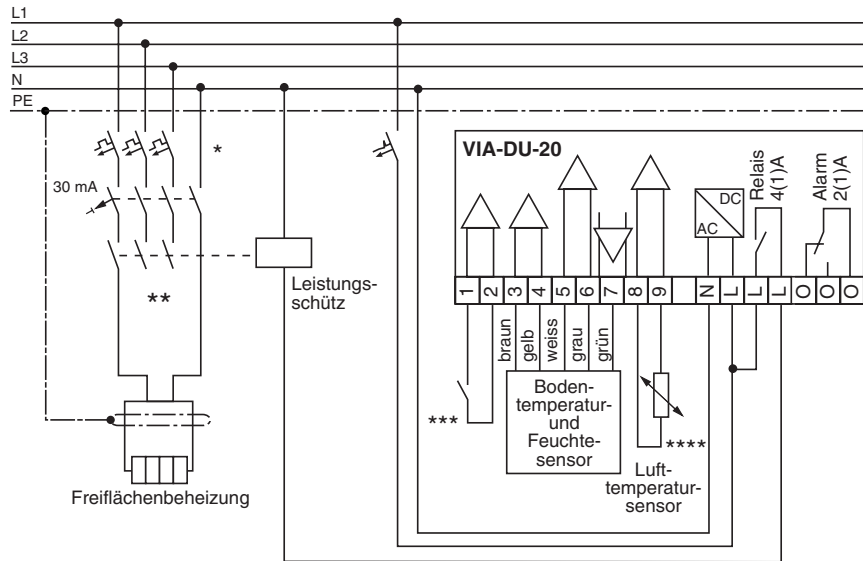 L1
L2
L3
N
PE
*
30 mA
**
Leistungs-
schütz
Freiflächenbeheizung
VIA-DU-20
AC
DC
Relais
4(1)A
Alarm
2(1)A
1
2
3
4
5
6
7
8
9
N
L
L
L
O
O
O
braun
gelb
weiss
grau
grün
***
Boden-
temperatur-
und
Feuchte-
sensor
****
Luft-
temperatur-
sensor